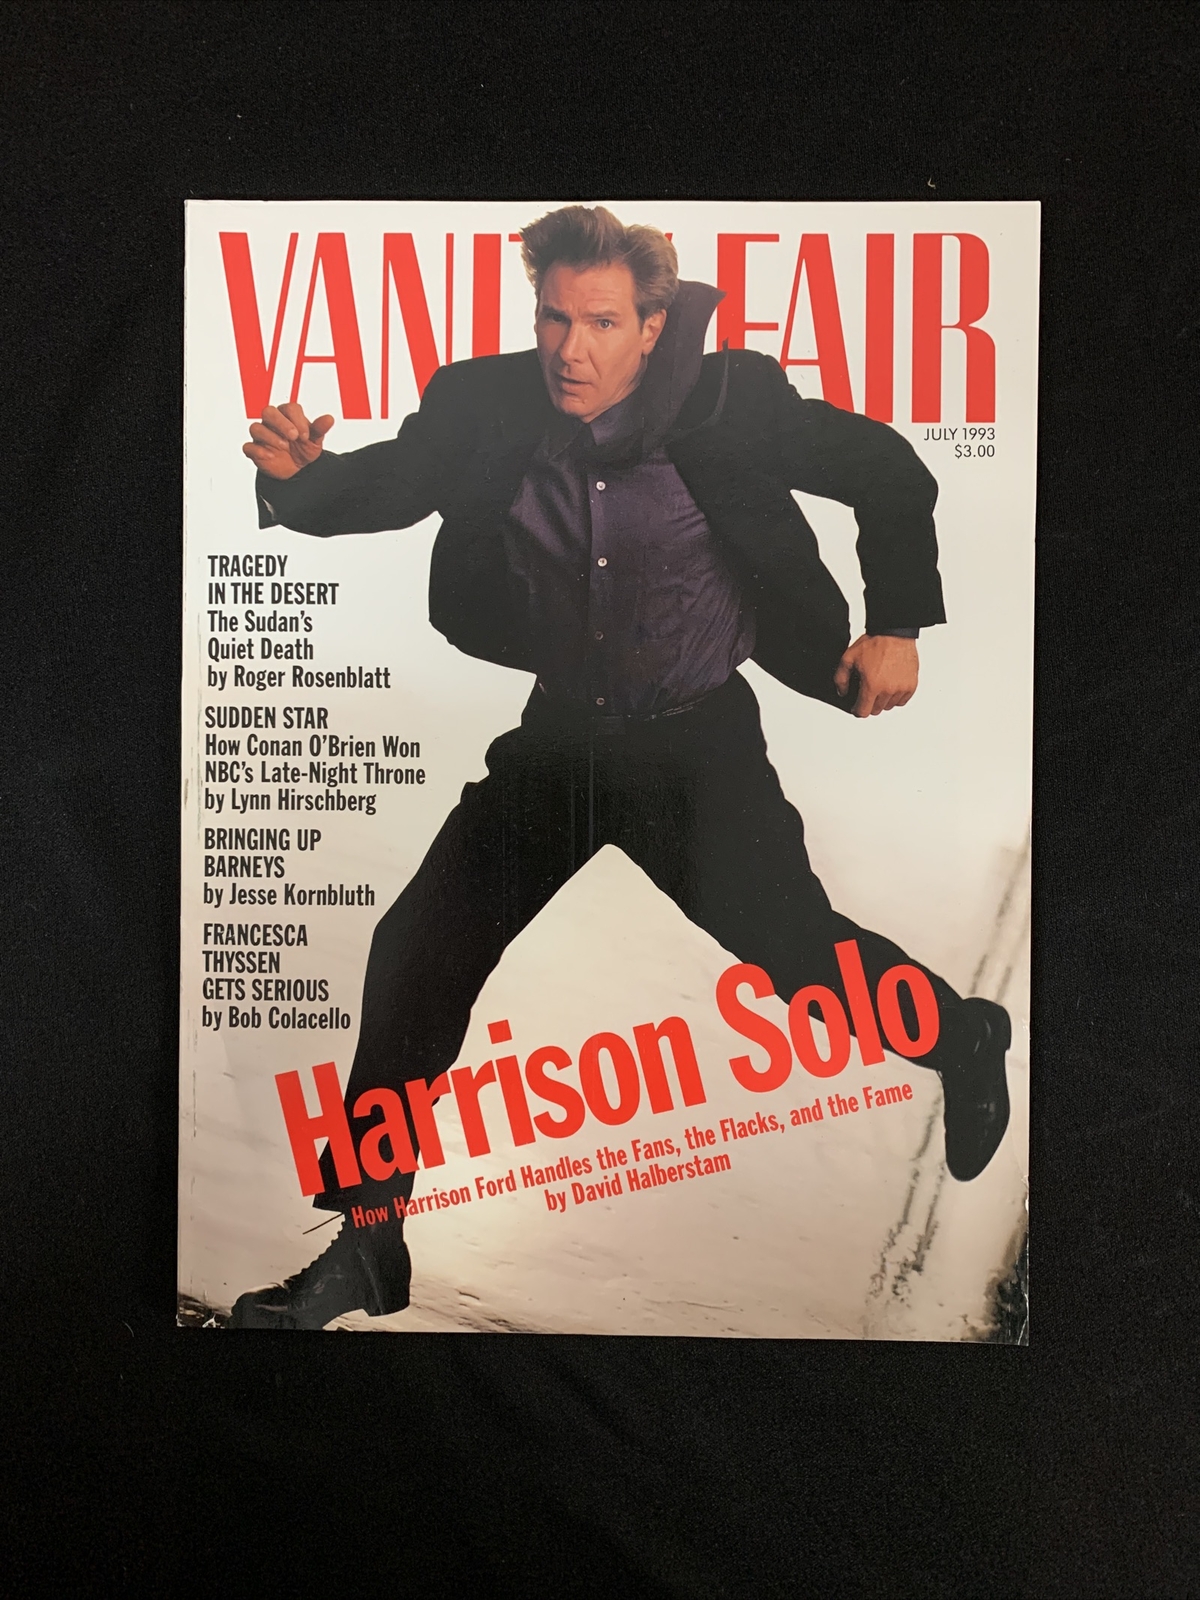 VANITY FAIR
JULY 1993
$3.00
TRAGEDY
IN THE DESERT
The Sudan's
Quiet Death
by Roger Rosenblatt
SUDDEN STAR
How Conan O'Brien Won
NBC's Late-Night Throne
by Lynn Hirschberg
BRINGING UP
BARNEYS
by Jesse Kornbluth
FRANCESCA
THYSSEN
GETS SERIOUS
by Bob Colacello
Harrison Solo
How Harrison Ford Handles the Fans, the Flacks, and the Fame
by David Halberstam